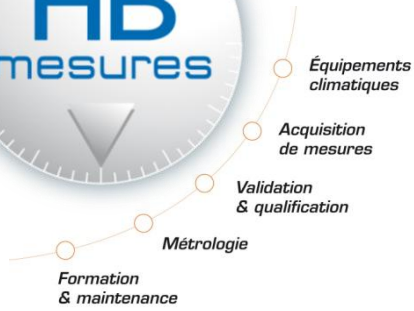 HB
mesures
Équipements
climatiques
Acquisition
de mesures
Validation
& qualification
Métrologie
Formation
& maintenance